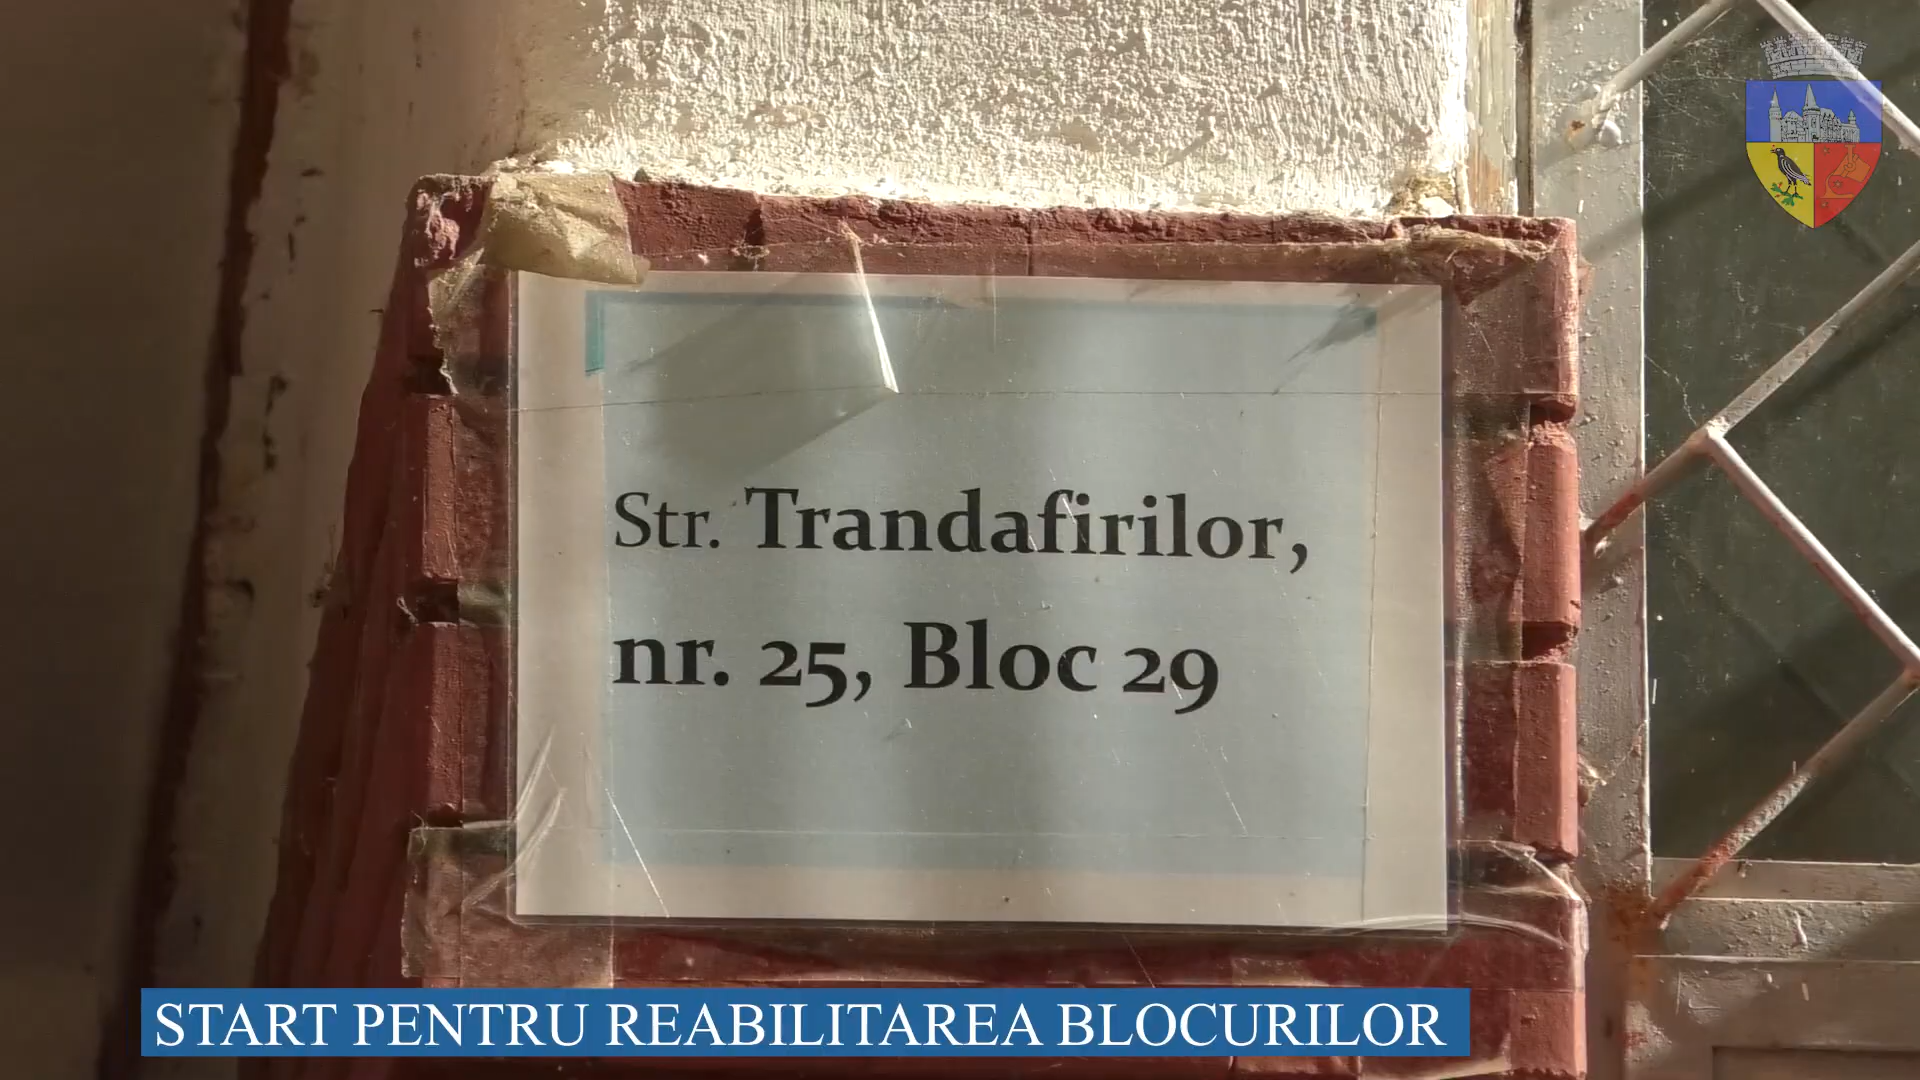 Str. Trandafirilor,
nr. 25, Bloc 29
START PENTRU REABILITAREA BLOCURILOR